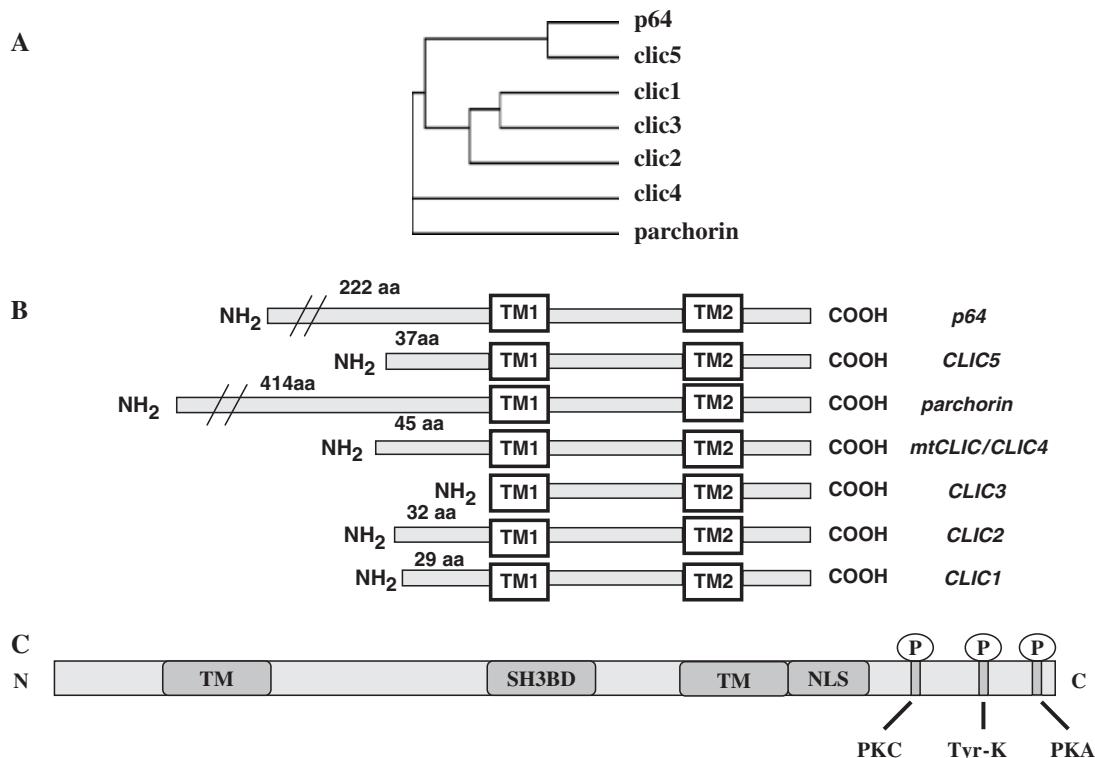 A
p64
clic5
clic1
clic3
clic2
clic4
parchorin
B
222 aa
NH2 TM1 TM2 COOH p64
37aa
NH2 TM1 TM2 COOH CLIC5
414aa
NH2 TM1 TM2 COOH parchorin
45 aa
NH2 TM1 TM2 COOH mtCLIC/CLIC4
NH2 TM1 TM2 COOH CLIC3
32 aa
NH2 TM1 TM2 COOH CLIC2
29 aa
NH2 TM1 TM2 COOH CLIC1
C
P P P
N TM SH3BD TM NLS C
PKC Tyr-K PKA